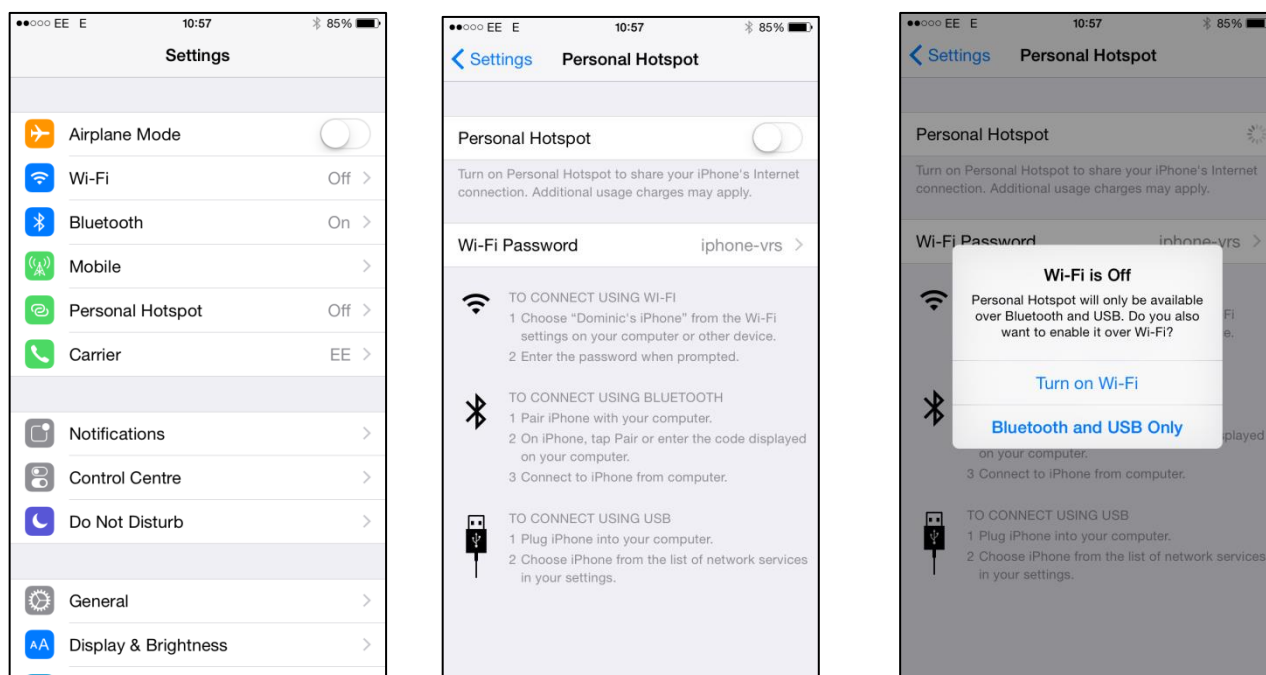 EE E 10:57 85%
Settings
Airplane Mode
Wi-Fi Off
Bluetooth On
Mobile
Personal Hotspot Off
Carrier EE
Notifications
Control Centre
Do Not Disturb
General
AA Display & Brightness
EE E 10:57 85%
Settings Personal Hotspot
Personal Hotspot
Turn on Personal Hotspot to share your iPhone's Internet
connection. Additional usage charges may apply.
Wi-Fi Password iphone-vrs
TO CONNECT USING WI-FI
1 Choose “Dominic's iPhone” from the Wi-Fi
settings on your computer or other device.
2 Enter the password when prompted.
TO CONNECT USING BLUETOOTH
1 Pair iPhone with your computer.
2 On iPhone, tap Pair or enter the code displayed
on your computer.
3 Connect to iPhone from computer.
TO CONNECT USING USB
1 Plug iPhone into your computer.
2 Choose iPhone from the list of network services
in your settings.
EE E 10:57 85%
Settings Personal Hotspot
Personal Hotspot
Turn on Personal Hotspot to share your iPhone's Internet
connection. Additional usage charges may apply.
Wi-Fi Password iphone-vrs
Wi-Fi is Off
Personal Hotspot will only be available
over Bluetooth and USB. Do you also
want to enable it over Wi-Fi?
Turn on Wi-Fi
Bluetooth and USB Only
on your computer.
3 Connect to iPhone from computer.
TO CONNECT USING USB
1 Plug iPhone into your computer.
2 Choose iPhone from the list of network services
in your settings.